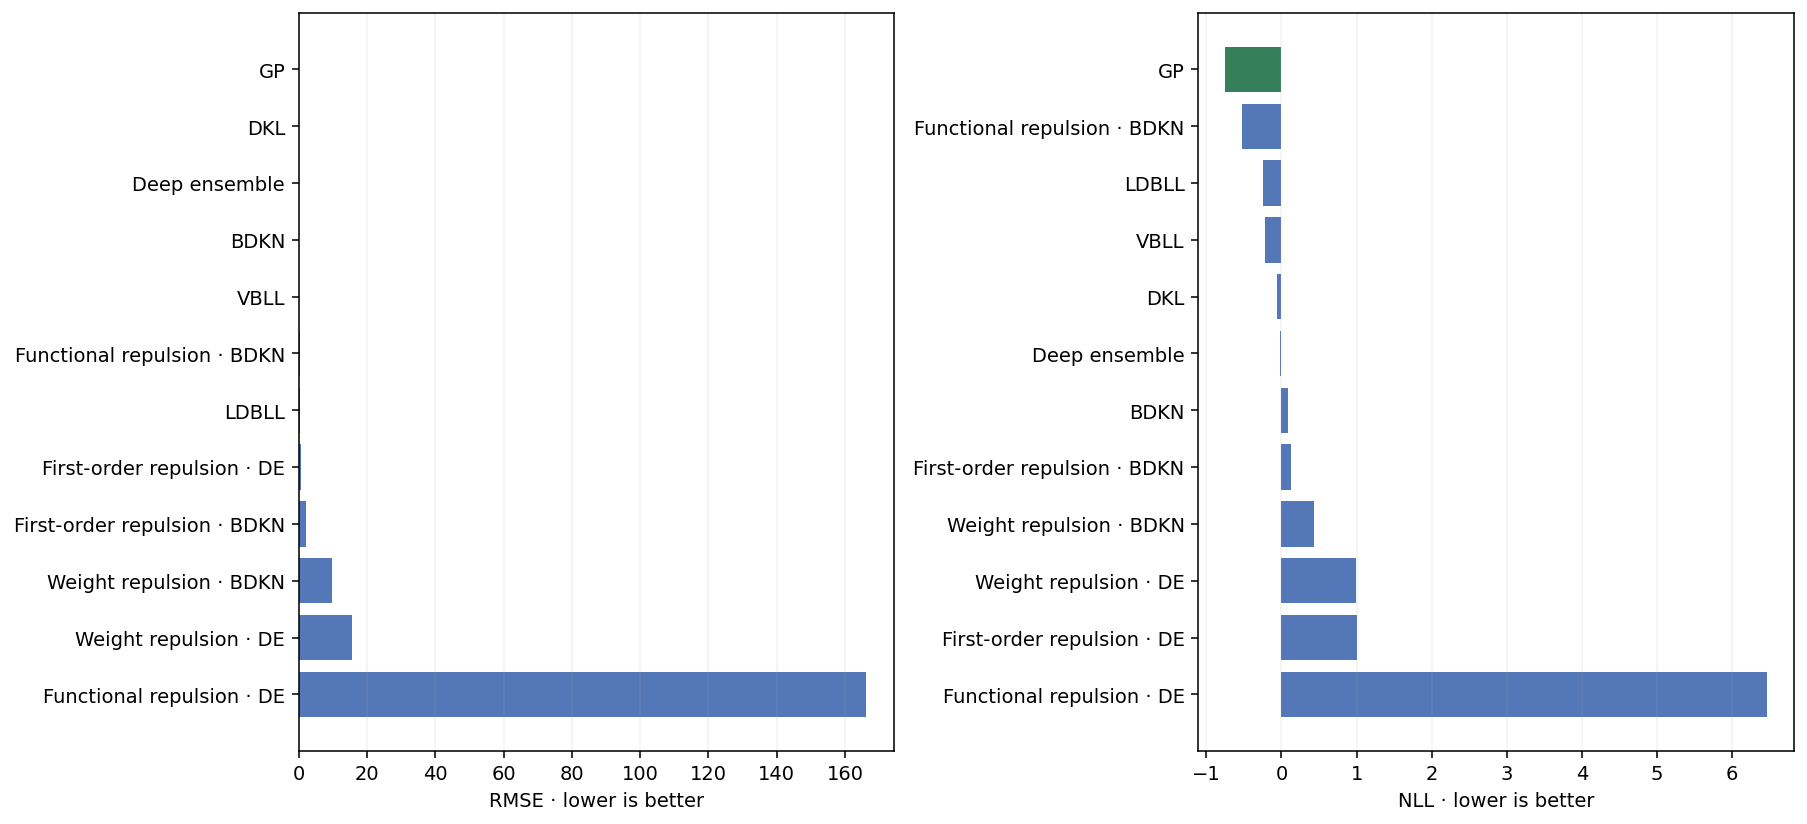 GP
DKL
Deep ensemble
BDKN
VBLL
Functional repulsion · BDKN
LDBLL
First-order repulsion · DE
First-order repulsion · BDKN
Weight repulsion · BDKN
Weight repulsion · DE
Functional repulsion · DE
0 20 40 60 80 100 120 140 160
RMSE · lower is better
GP
Functional repulsion · BDKN
LDBLL
VBLL
DKL
Deep ensemble
BDKN
First-order repulsion · BDKN
Weight repulsion · BDKN
Weight repulsion · DE
First-order repulsion · DE
Functional repulsion · DE
−1 0 1 2 3 4 5 6
NLL · lower is better